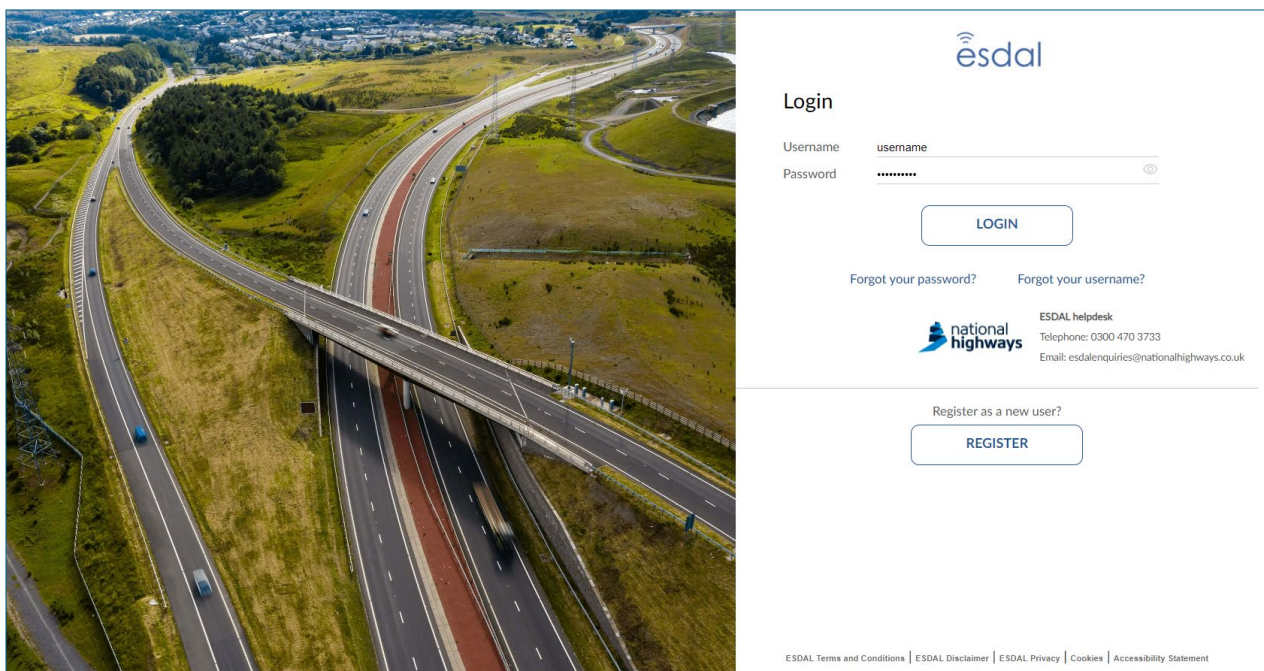 esdal
Login
Username username
Password ••••••••••
LOGIN
Forgot your password? Forgot your username?
national
highways
ESDAL helpdesk
Telephone: 0300 470 3733
Email: esdalenquiries@nationalhighways.co.uk
Register as a new user?
REGISTER
ESDAL Terms and Conditions | ESDAL Disclaimer | ESDAL Privacy | Cookies | Accessibility Statement